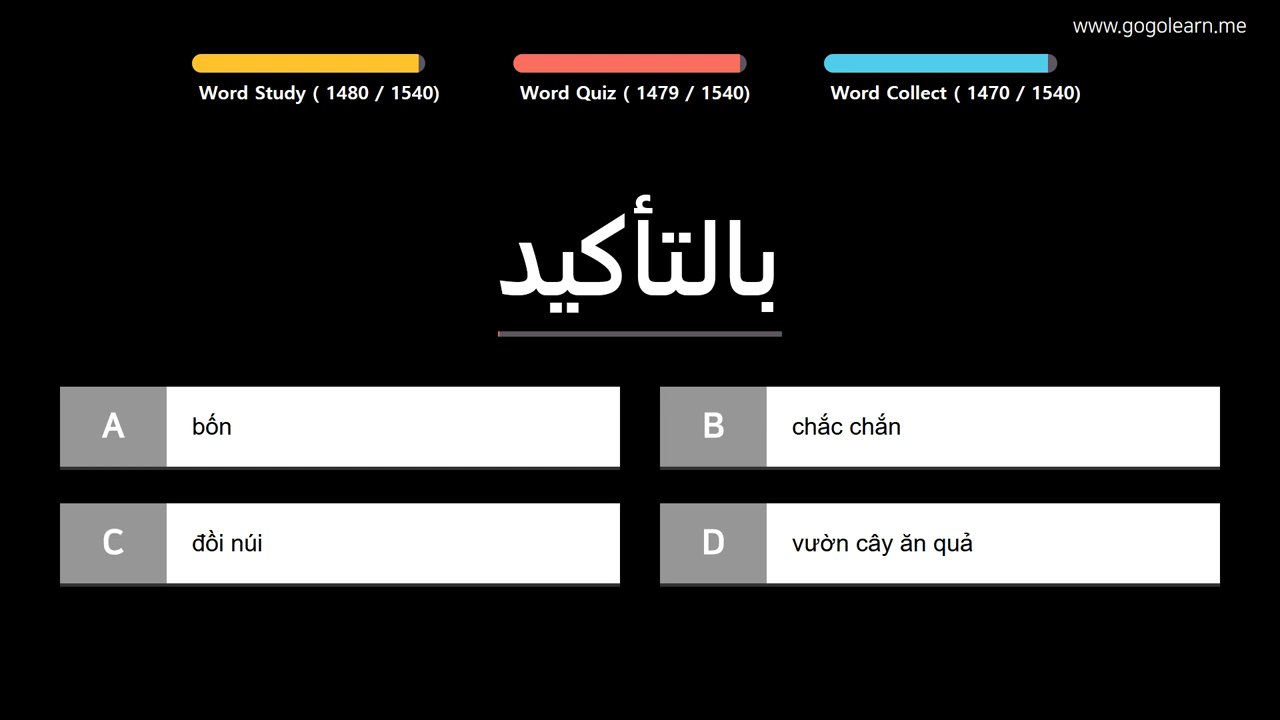 www.gogolearn.me
Word Study ( 1480 / 1540)
Word Quiz ( 1479 / 1540)
Word Collect ( 1470 / 1540)
بالتأكيد
A
bốn
B
chắc chắn
C
đồi núi
D
vườn cây ăn quả